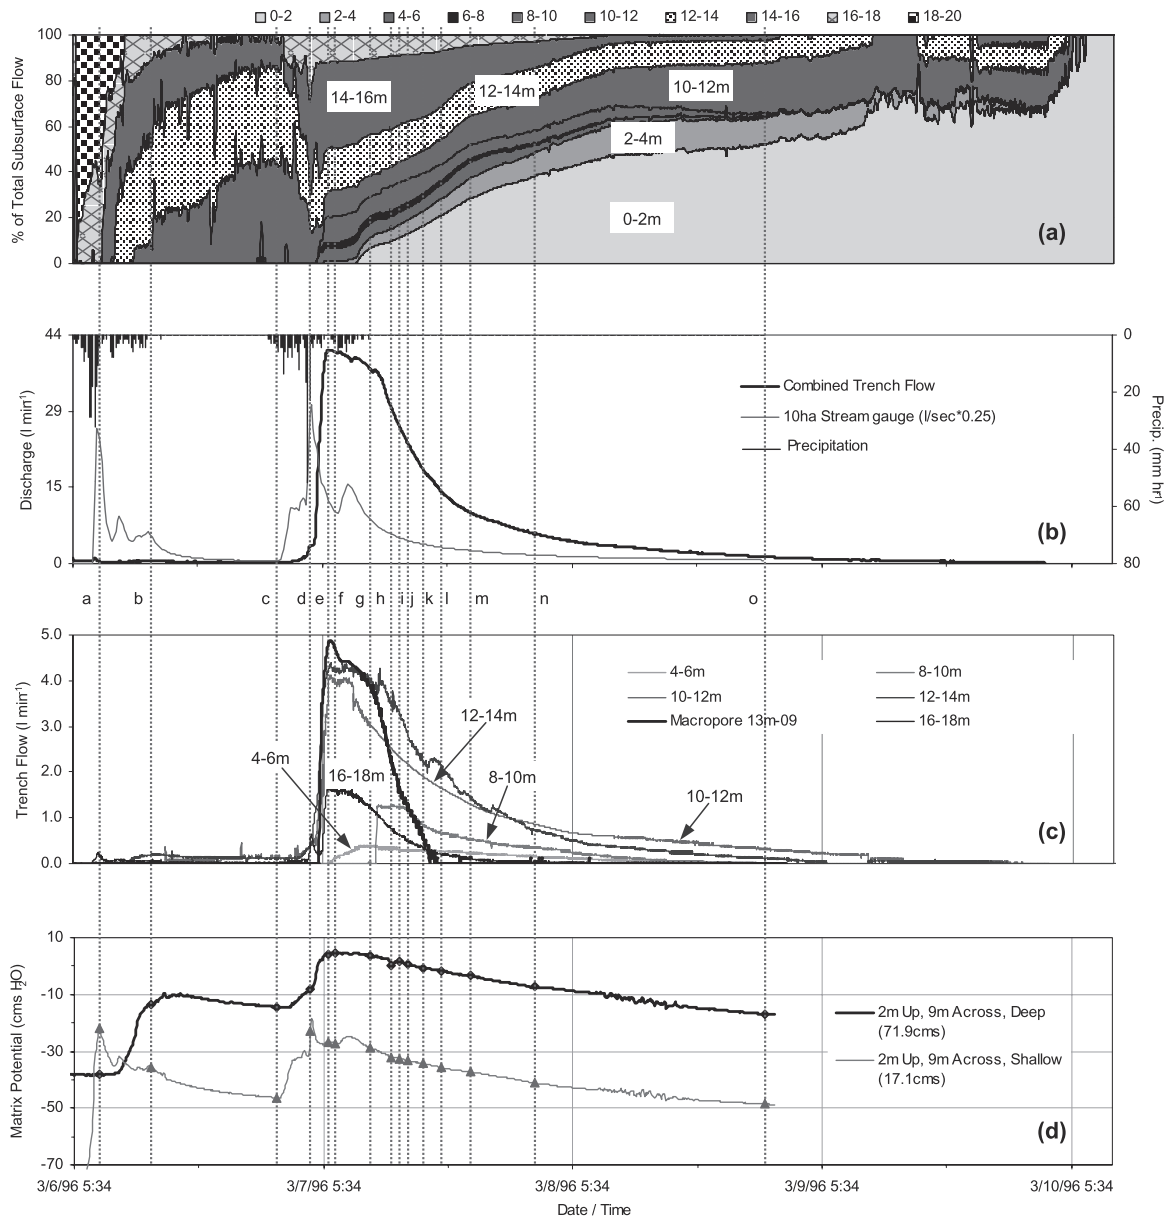 0-2 2-4 4-6 6-8 8-10 10-12 12-14 14-16 16-18 18-20
% of Total Subsurface Flow
100
80
60
40
20
0
14-16m
12-14m
10-12m
2-4m
0-2m
(a)
Discharge (l min-1)
44
29
15
0
Combined Trench Flow
10ha Stream gauge (l/sec*0.25)
Precipitation
0
20
40
60
80
Precip. (mm hr!)
(b)
a b c d e f g h i j k l m n o
Trench Flow (l min-1)
5.0
4.0
3.0
2.0
1.0
0.0
4-6m 8-10m
10-12m 12-14m
Macropore 13m-09 16-18m
12-14m
4-6m
16-18m
8-10m
10-12m
(c)
Matrix Potential (cms H2O)
10
-10
-30
-50
-70
2m Up, 9m Across, Deep
(71.9cms)
2m Up, 9m Across, Shallow
(17.1cms)
(d)
3/6/96 5:34 3/7/96 5:34 3/8/96 5:34 3/9/96 5:34 3/10/96 5:34
Date / Time